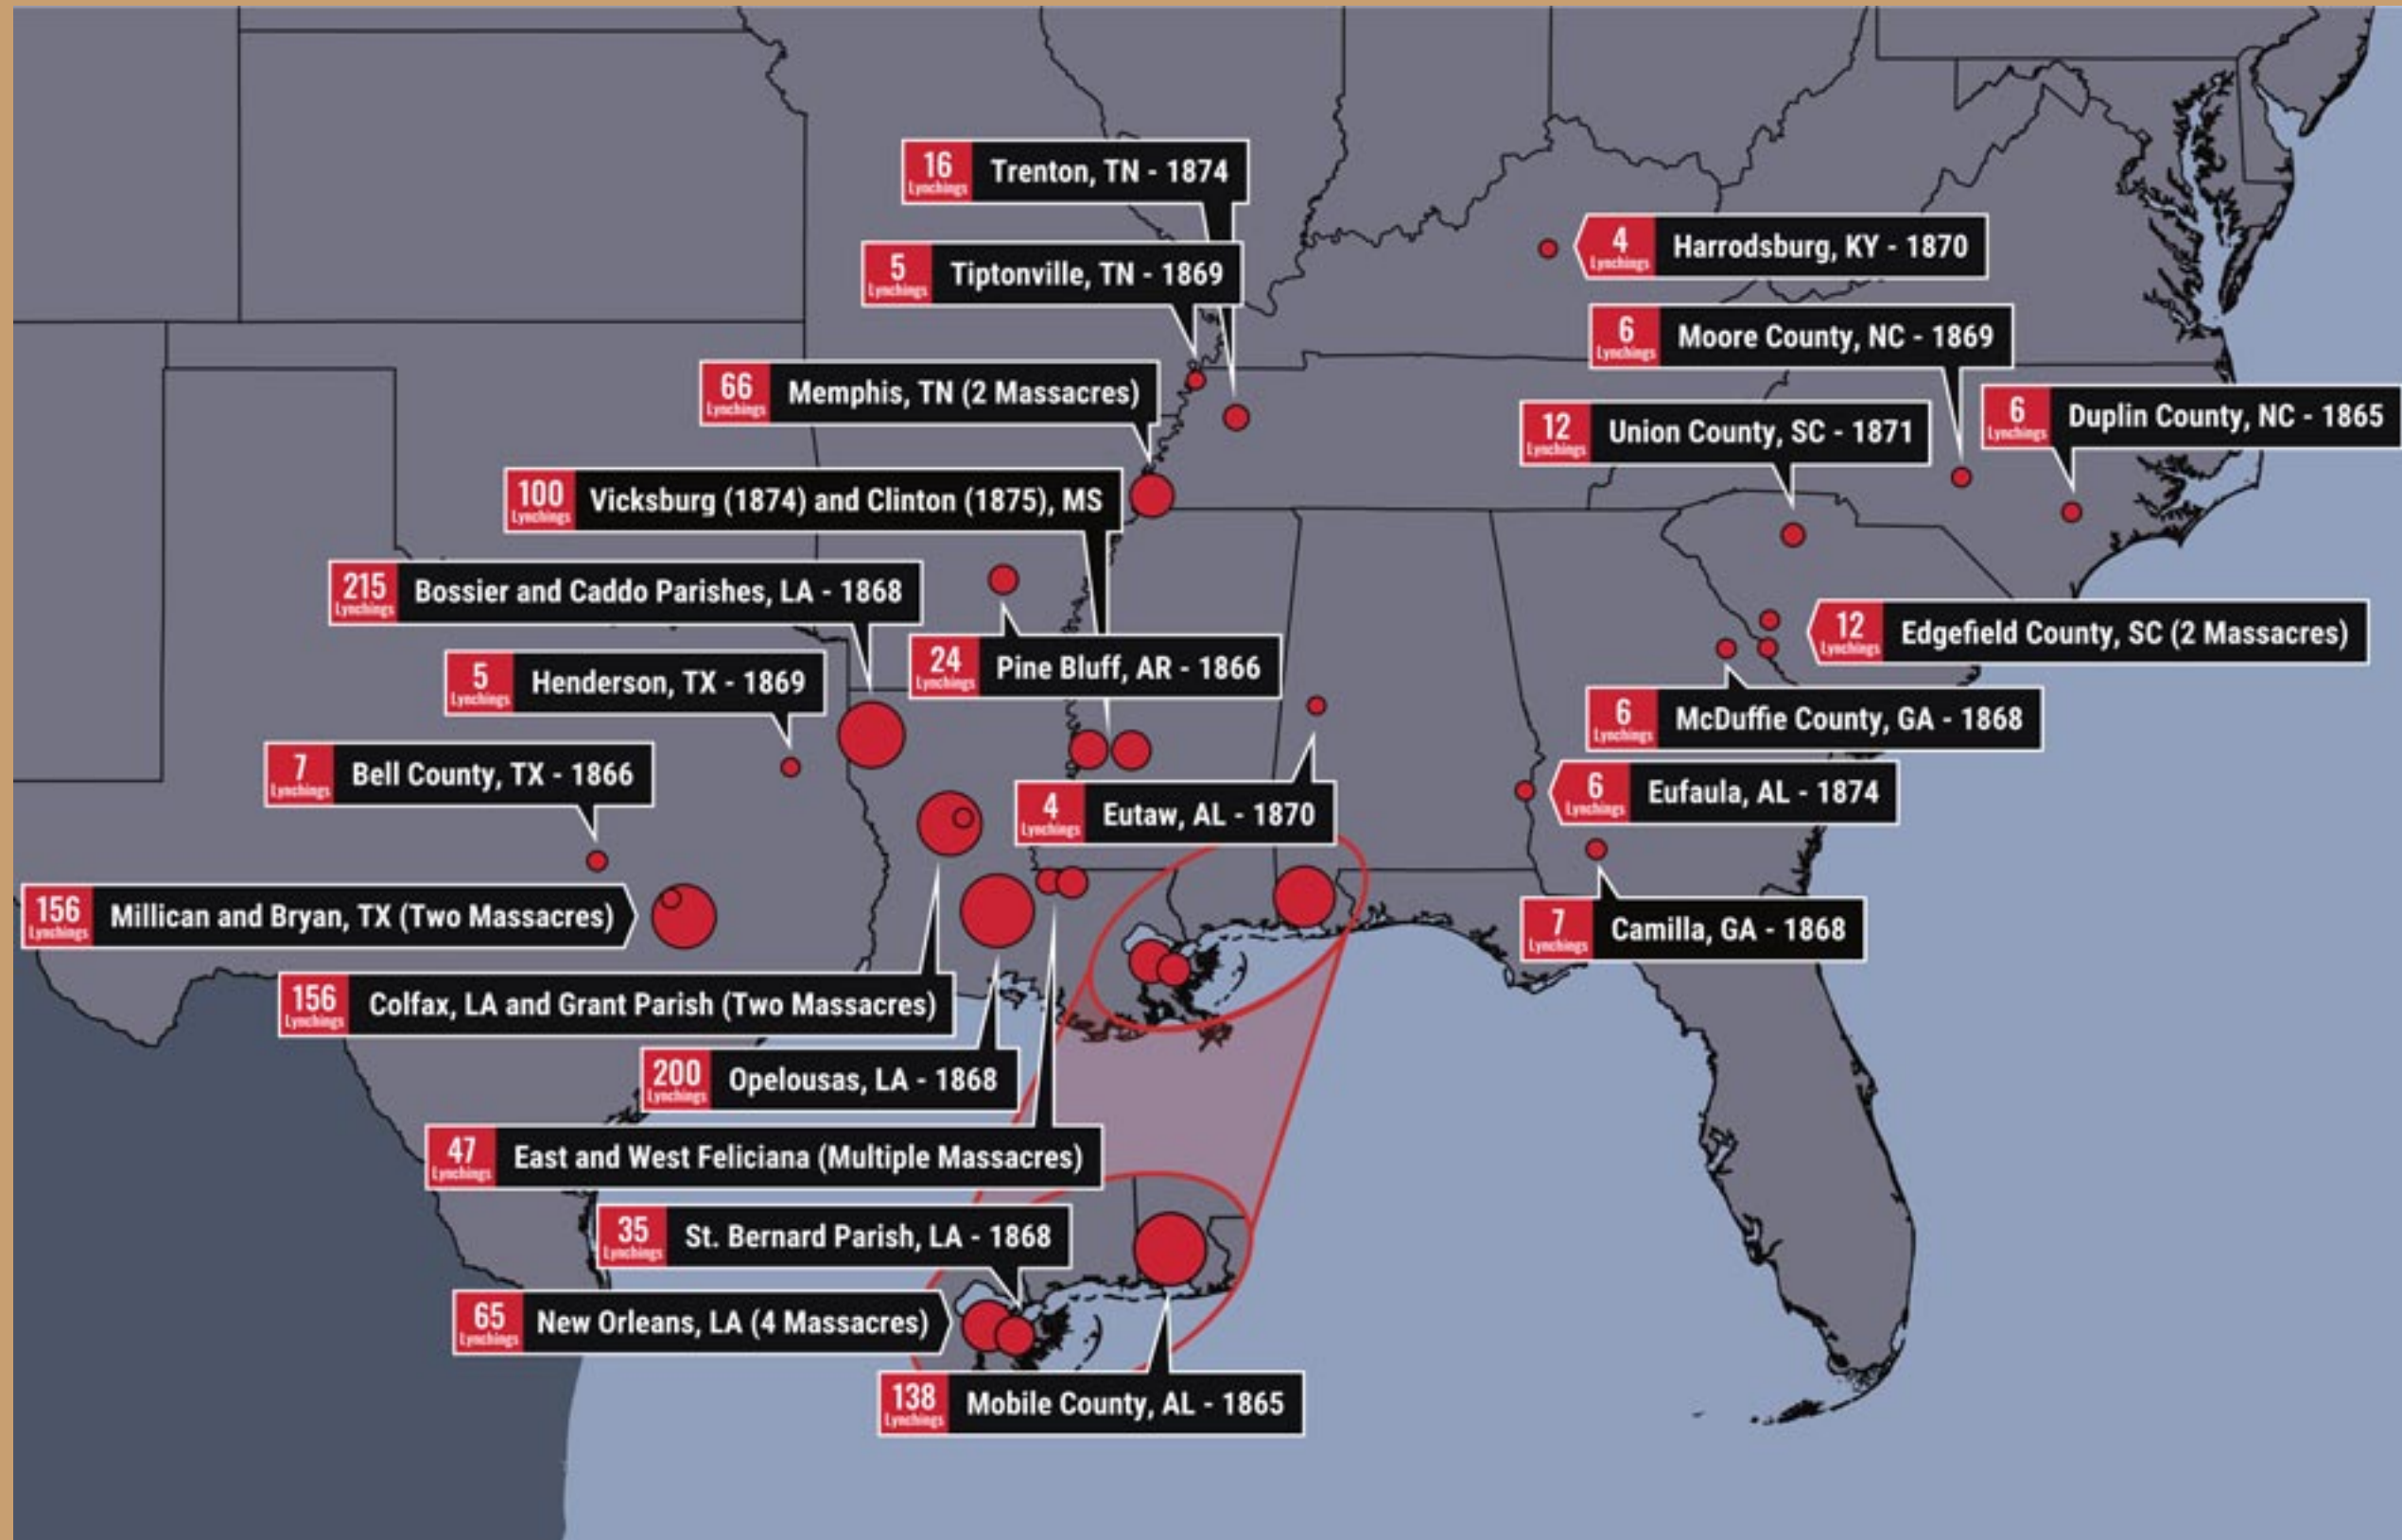 16 Lynchings Trenton, TN - 1874
5 Lynchings Tiptonville, TN - 1869
4 Lynchings Harrodsburg, KY - 1870
6 Lynchings Moore County, NC - 1869
66 Lynchings Memphis, TN (2 Massacres)
12 Lynchings Union County, SC - 1871
6 Lynchings Duplin County, NC - 1865
100 Lynchings Vicksburg (1874) and Clinton (1875), MS
215 Lynchings Bossier and Caddo Parishes, LA - 1868
24 Lynchings Pine Bluff, AR - 1866
12 Lynchings Edgefield County, SC (2 Massacres)
5 Lynchings Henderson, TX - 1869
6 Lynchings McDuffie County, GA - 1868
7 Lynchings Bell County, TX - 1866
4 Lynchings Eutaw, AL - 1870
6 Lynchings Eufaula, AL - 1874
156 Lynchings Millican and Bryan, TX (Two Massacres)
7 Lynchings Camilla, GA - 1868
156 Lynchings Colfax, LA and Grant Parish (Two Massacres)
200 Lynchings Opelousas, LA - 1868
47 Lynchings East and West Feliciana (Multiple Massacres)
35 Lynchings St. Bernard Parish, LA - 1868
65 Lynchings New Orleans, LA (4 Massacres)
138 Lynchings Mobile County, AL - 1865